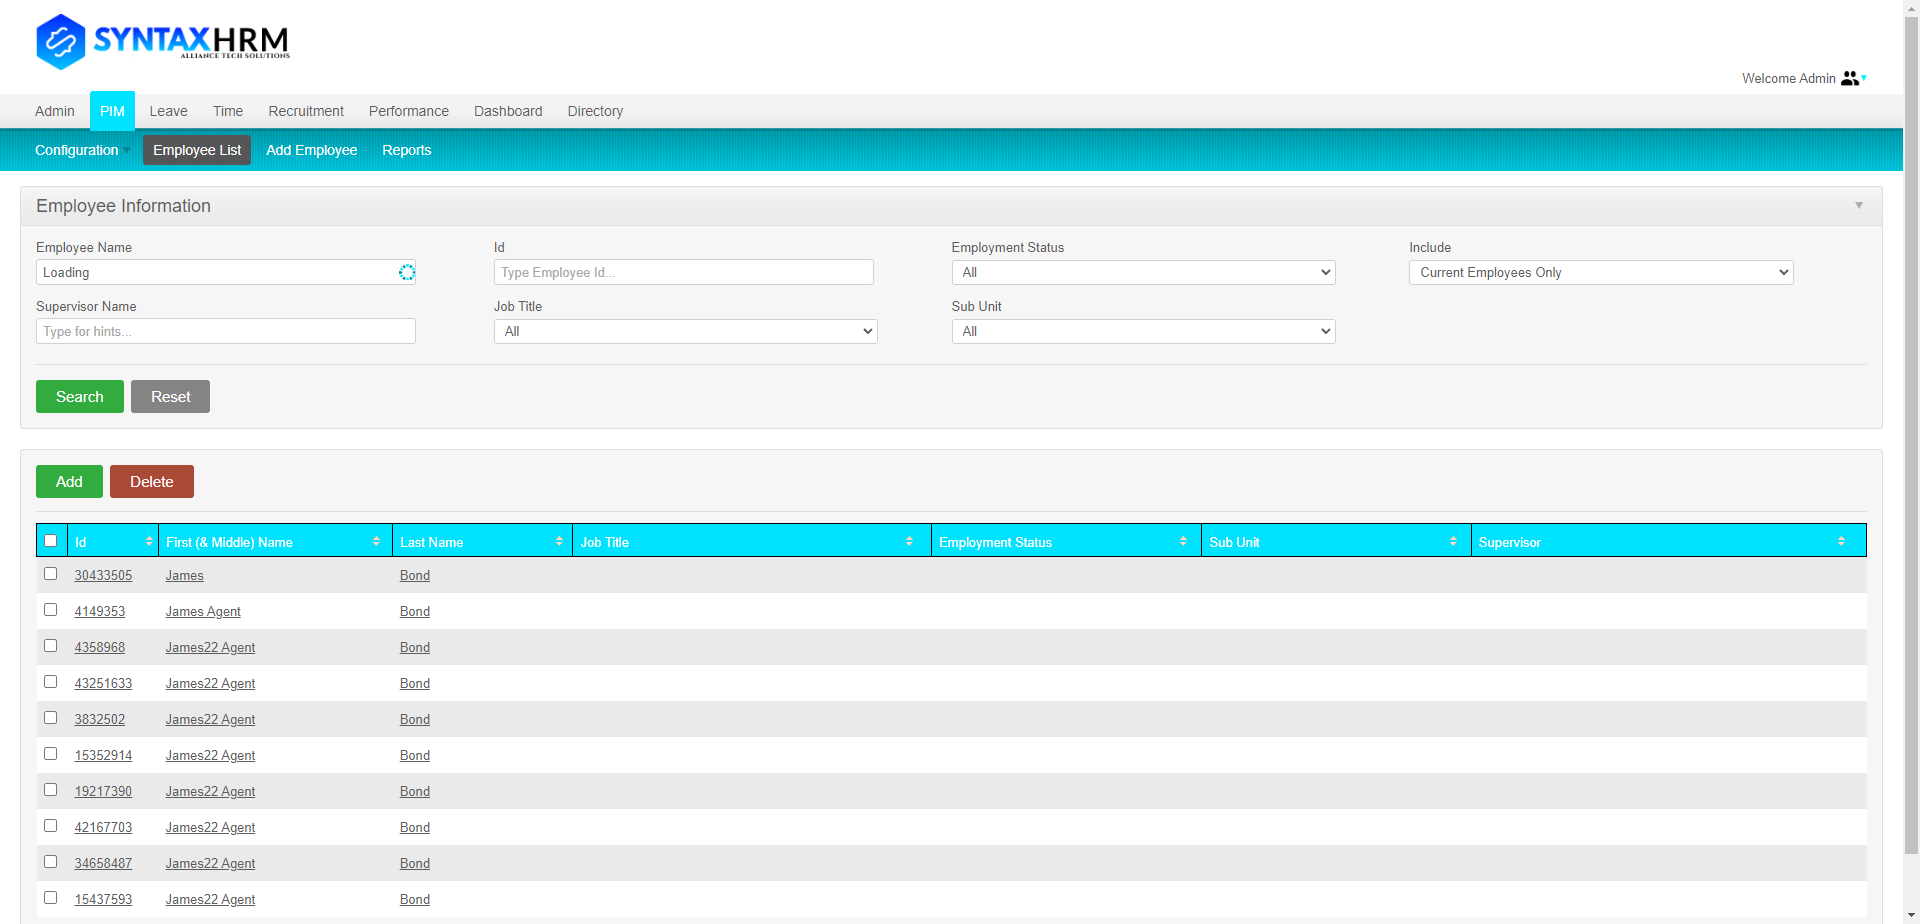 SYNTAXHRM
ALLIANCE TECH SOLUTIONS
Welcome Admin
Admin PIM Leave Time Recruitment Performance Dashboard Directory
Configuration Employee List Add Employee Reports
Employee Information
Employee Name Id Employment Status Include
Loading Type Employee Id... All Current Employees Only
Supervisor Name Job Title Sub Unit
Type for hints... All All
Search Reset
Add Delete
Id First (& Middle) Name Last Name Job Title Employment Status Sub Unit Supervisor
30433505 James Bond
4149353 James Agent Bond
4358968 James22 Agent Bond
43251633 James22 Agent Bond
3832502 James22 Agent Bond
15352914 James22 Agent Bond
19217390 James22 Agent Bond
42167703 James22 Agent Bond
34658487 James22 Agent Bond
15437593 James22 Agent Bond